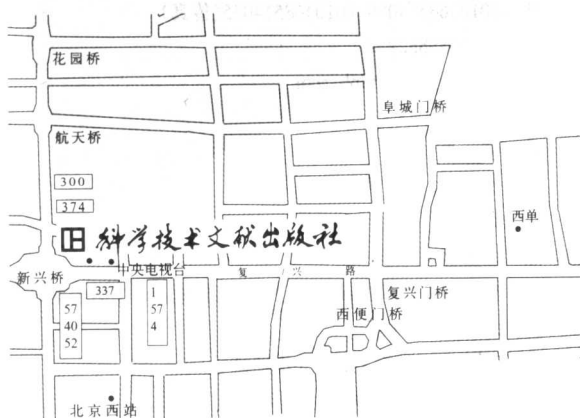 花园桥
阜城门桥
航天桥
300
374
西单
科学技术文献出版社
中央电视台
复兴路
新兴桥
337
1
57
4
57
40
52
复兴门桥
西便门桥
北京西站